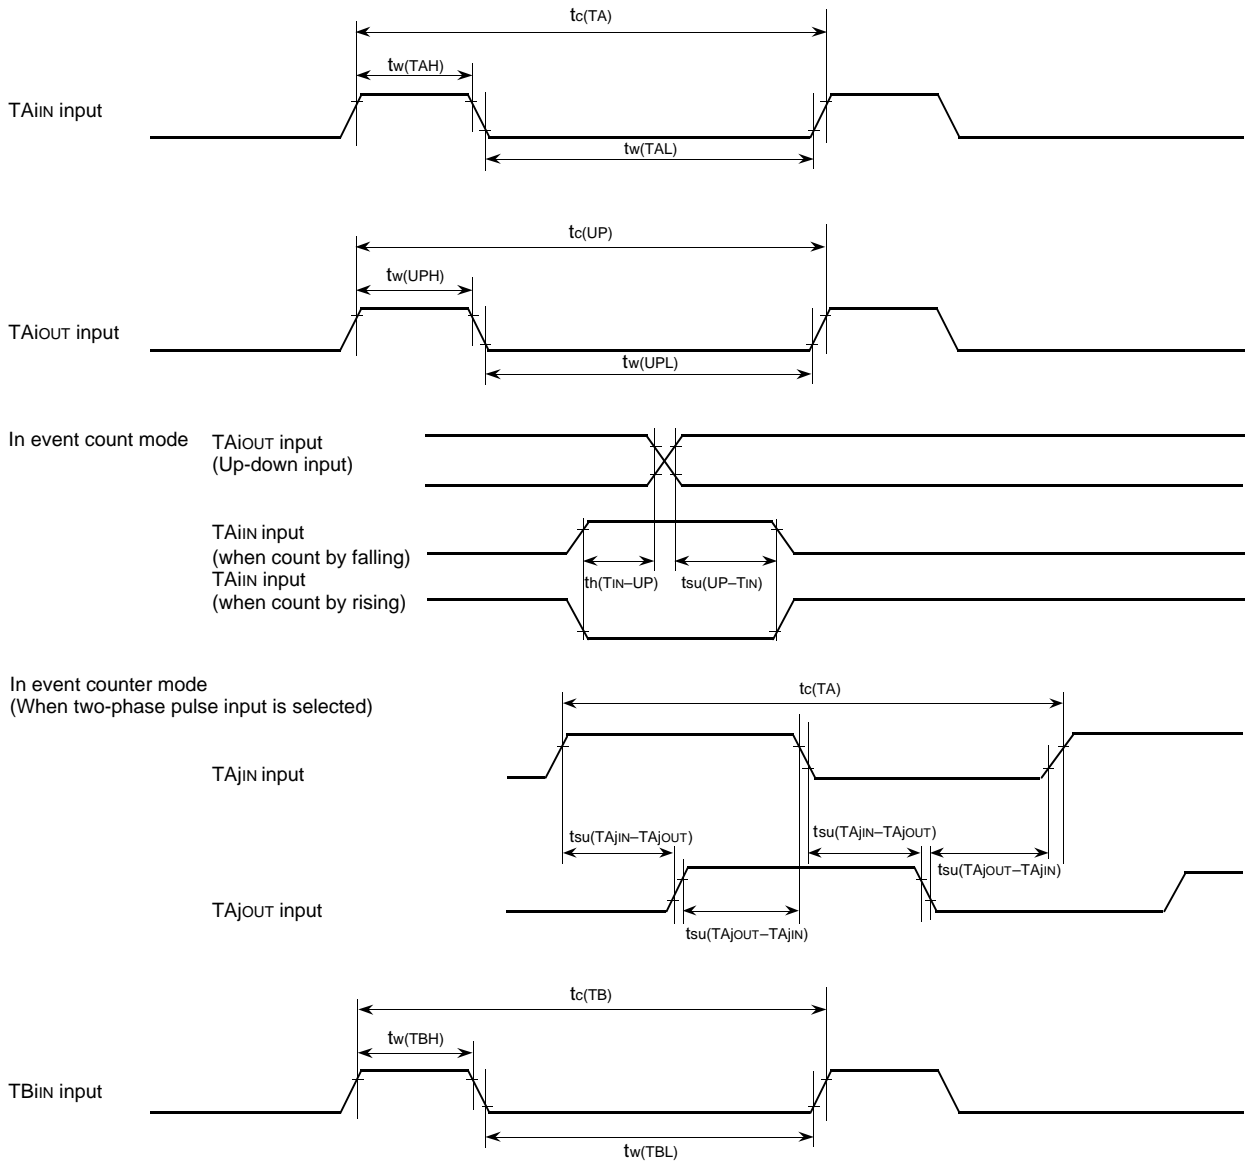 tc(TA)
tw(TAH)
TAiIN input
tw(TAL)
tc(UP)
tw(UPH)
TAiOUT input
tw(UPL)
In event count mode
TAiOUT input
(Up-down input)
TAiIN input
(when count by falling)
th(TIN–UP)
tsu(UP–TIN)
TAiIN input
(when count by rising)
In event counter mode
(When two-phase pulse input is selected)
tc(TA)
TAjIN input
tsu(TAjIN–TAjOUT)
tsu(TAjIN–TAjOUT)
tsu(TAjOUT–TAjIN)
TAjOUT input
tsu(TAjOUT–TAjIN)
tc(TB)
tw(TBH)
TBiIN input
tw(TBL)